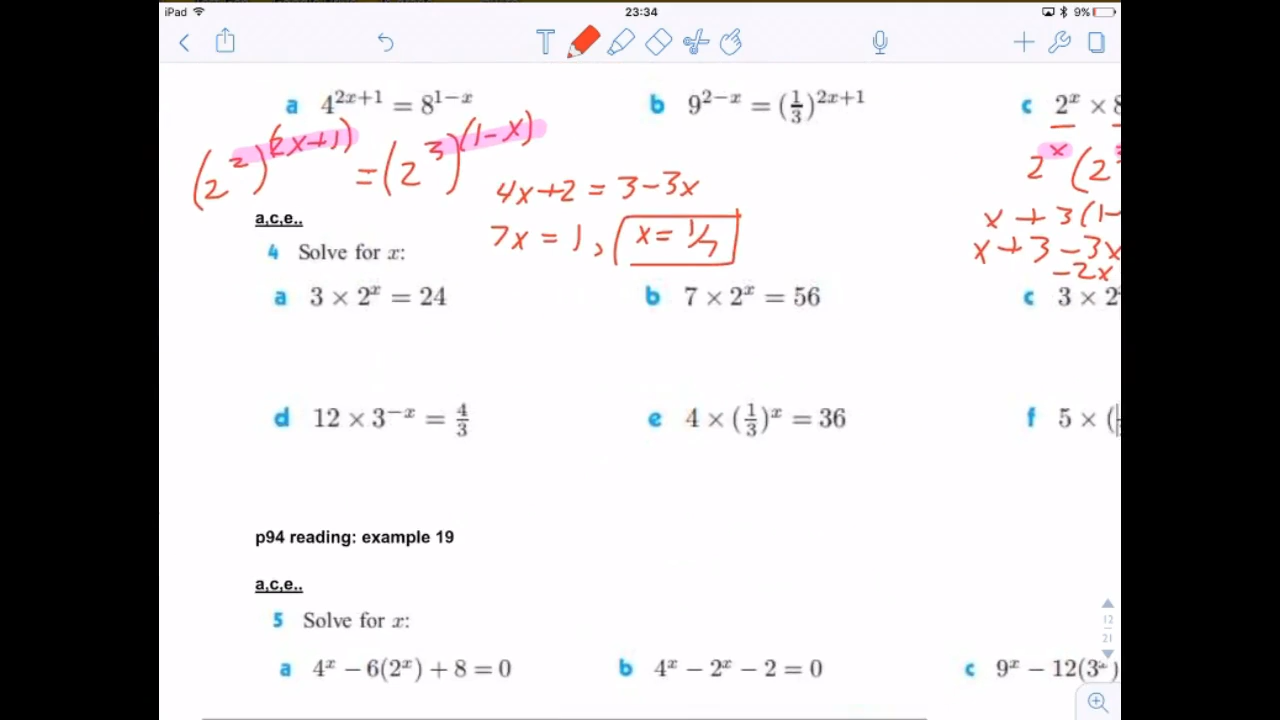 iPad 23:34 9%
a 4^{2x+1} = 8^{1−x} b 9^{2−x} = (1/3)^{2x+1} c 2^x × 8
(2^2)^{(2x+1)} = (2^3)^{(1-x)} 2^x (2
4x+2 = 3-3x x + 3(1-
a,c,e.. 7x = 1, x = 1/7 x + 3 - 3x
4 Solve for x: -2x
a 3 × 2^x = 24 b 7 × 2^x = 56 c 3 × 2
d 12 × 3^{−x} = 4/3 e 4 × (1/3)^x = 36 f 5 × (
p94 reading: example 19
a,c,e..
5 Solve for x:
12
21
a 4^x − 6(2^x) + 8 = 0 b 4^x − 2^x − 2 = 0 c 9^x − 12(3^x)